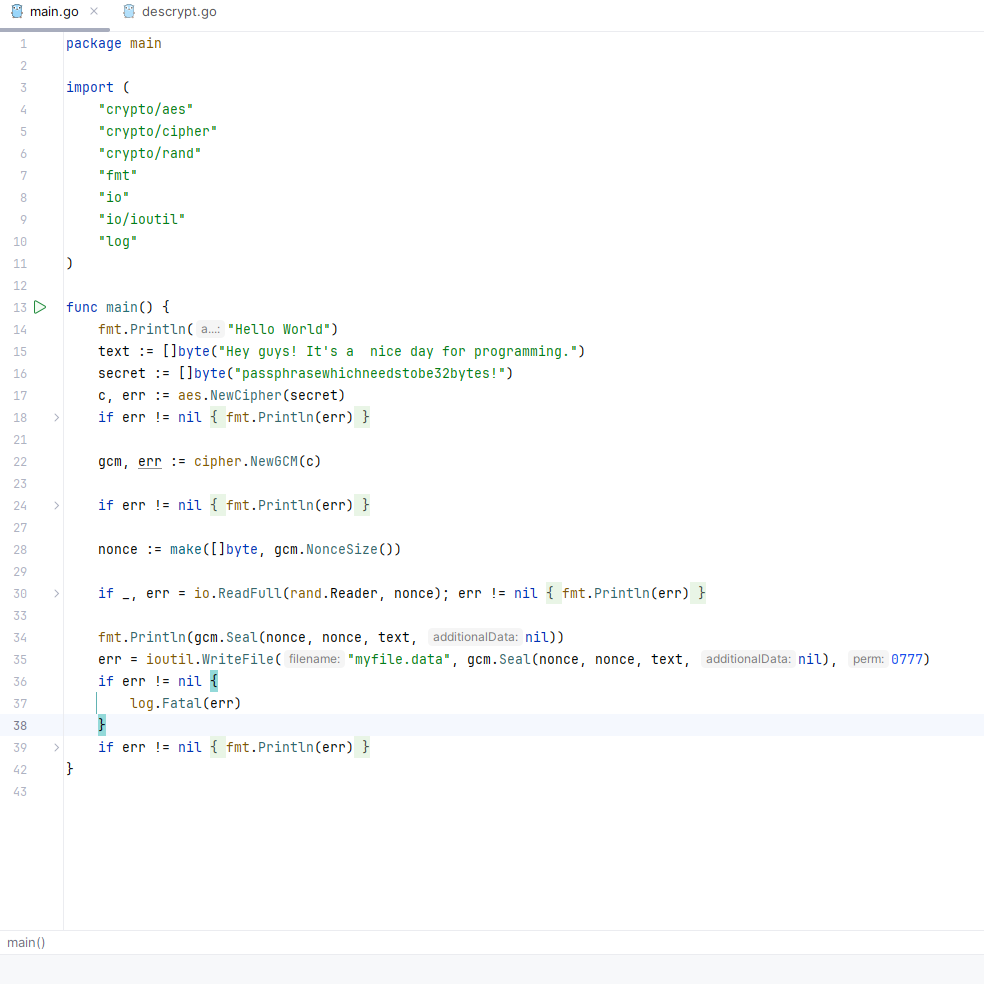 main.go × descrypt.go
1 package main
2
3 import (
4 "crypto/aes"
5 "crypto/cipher"
6 "crypto/rand"
7 "fmt"
8 "io"
9 "io/ioutil"
10 "log"
11 )
12
13 func main() {
14 fmt.Println( a…: "Hello World")
15 text := []byte("Hey guys! It's a  nice day for programming.")
16 secret := []byte("passphrasewhichneedstobe32bytes!")
17 c, err := aes.NewCipher(secret)
18 if err != nil { fmt.Println(err) }
21
22 gcm, err := cipher.NewGCM(c)
23
24 if err != nil { fmt.Println(err) }
27
28 nonce := make([]byte, gcm.NonceSize())
29
30 if _, err = io.ReadFull(rand.Reader, nonce); err != nil { fmt.Println(err) }
33
34 fmt.Println(gcm.Seal(nonce, nonce, text, additionalData: nil))
35 err = ioutil.WriteFile( filename: "myfile.data", gcm.Seal(nonce, nonce, text, additionalData: nil), perm: 0777)
36 if err != nil {
37 log.Fatal(err)
38 }
39 if err != nil { fmt.Println(err) }
42 }
43
main()